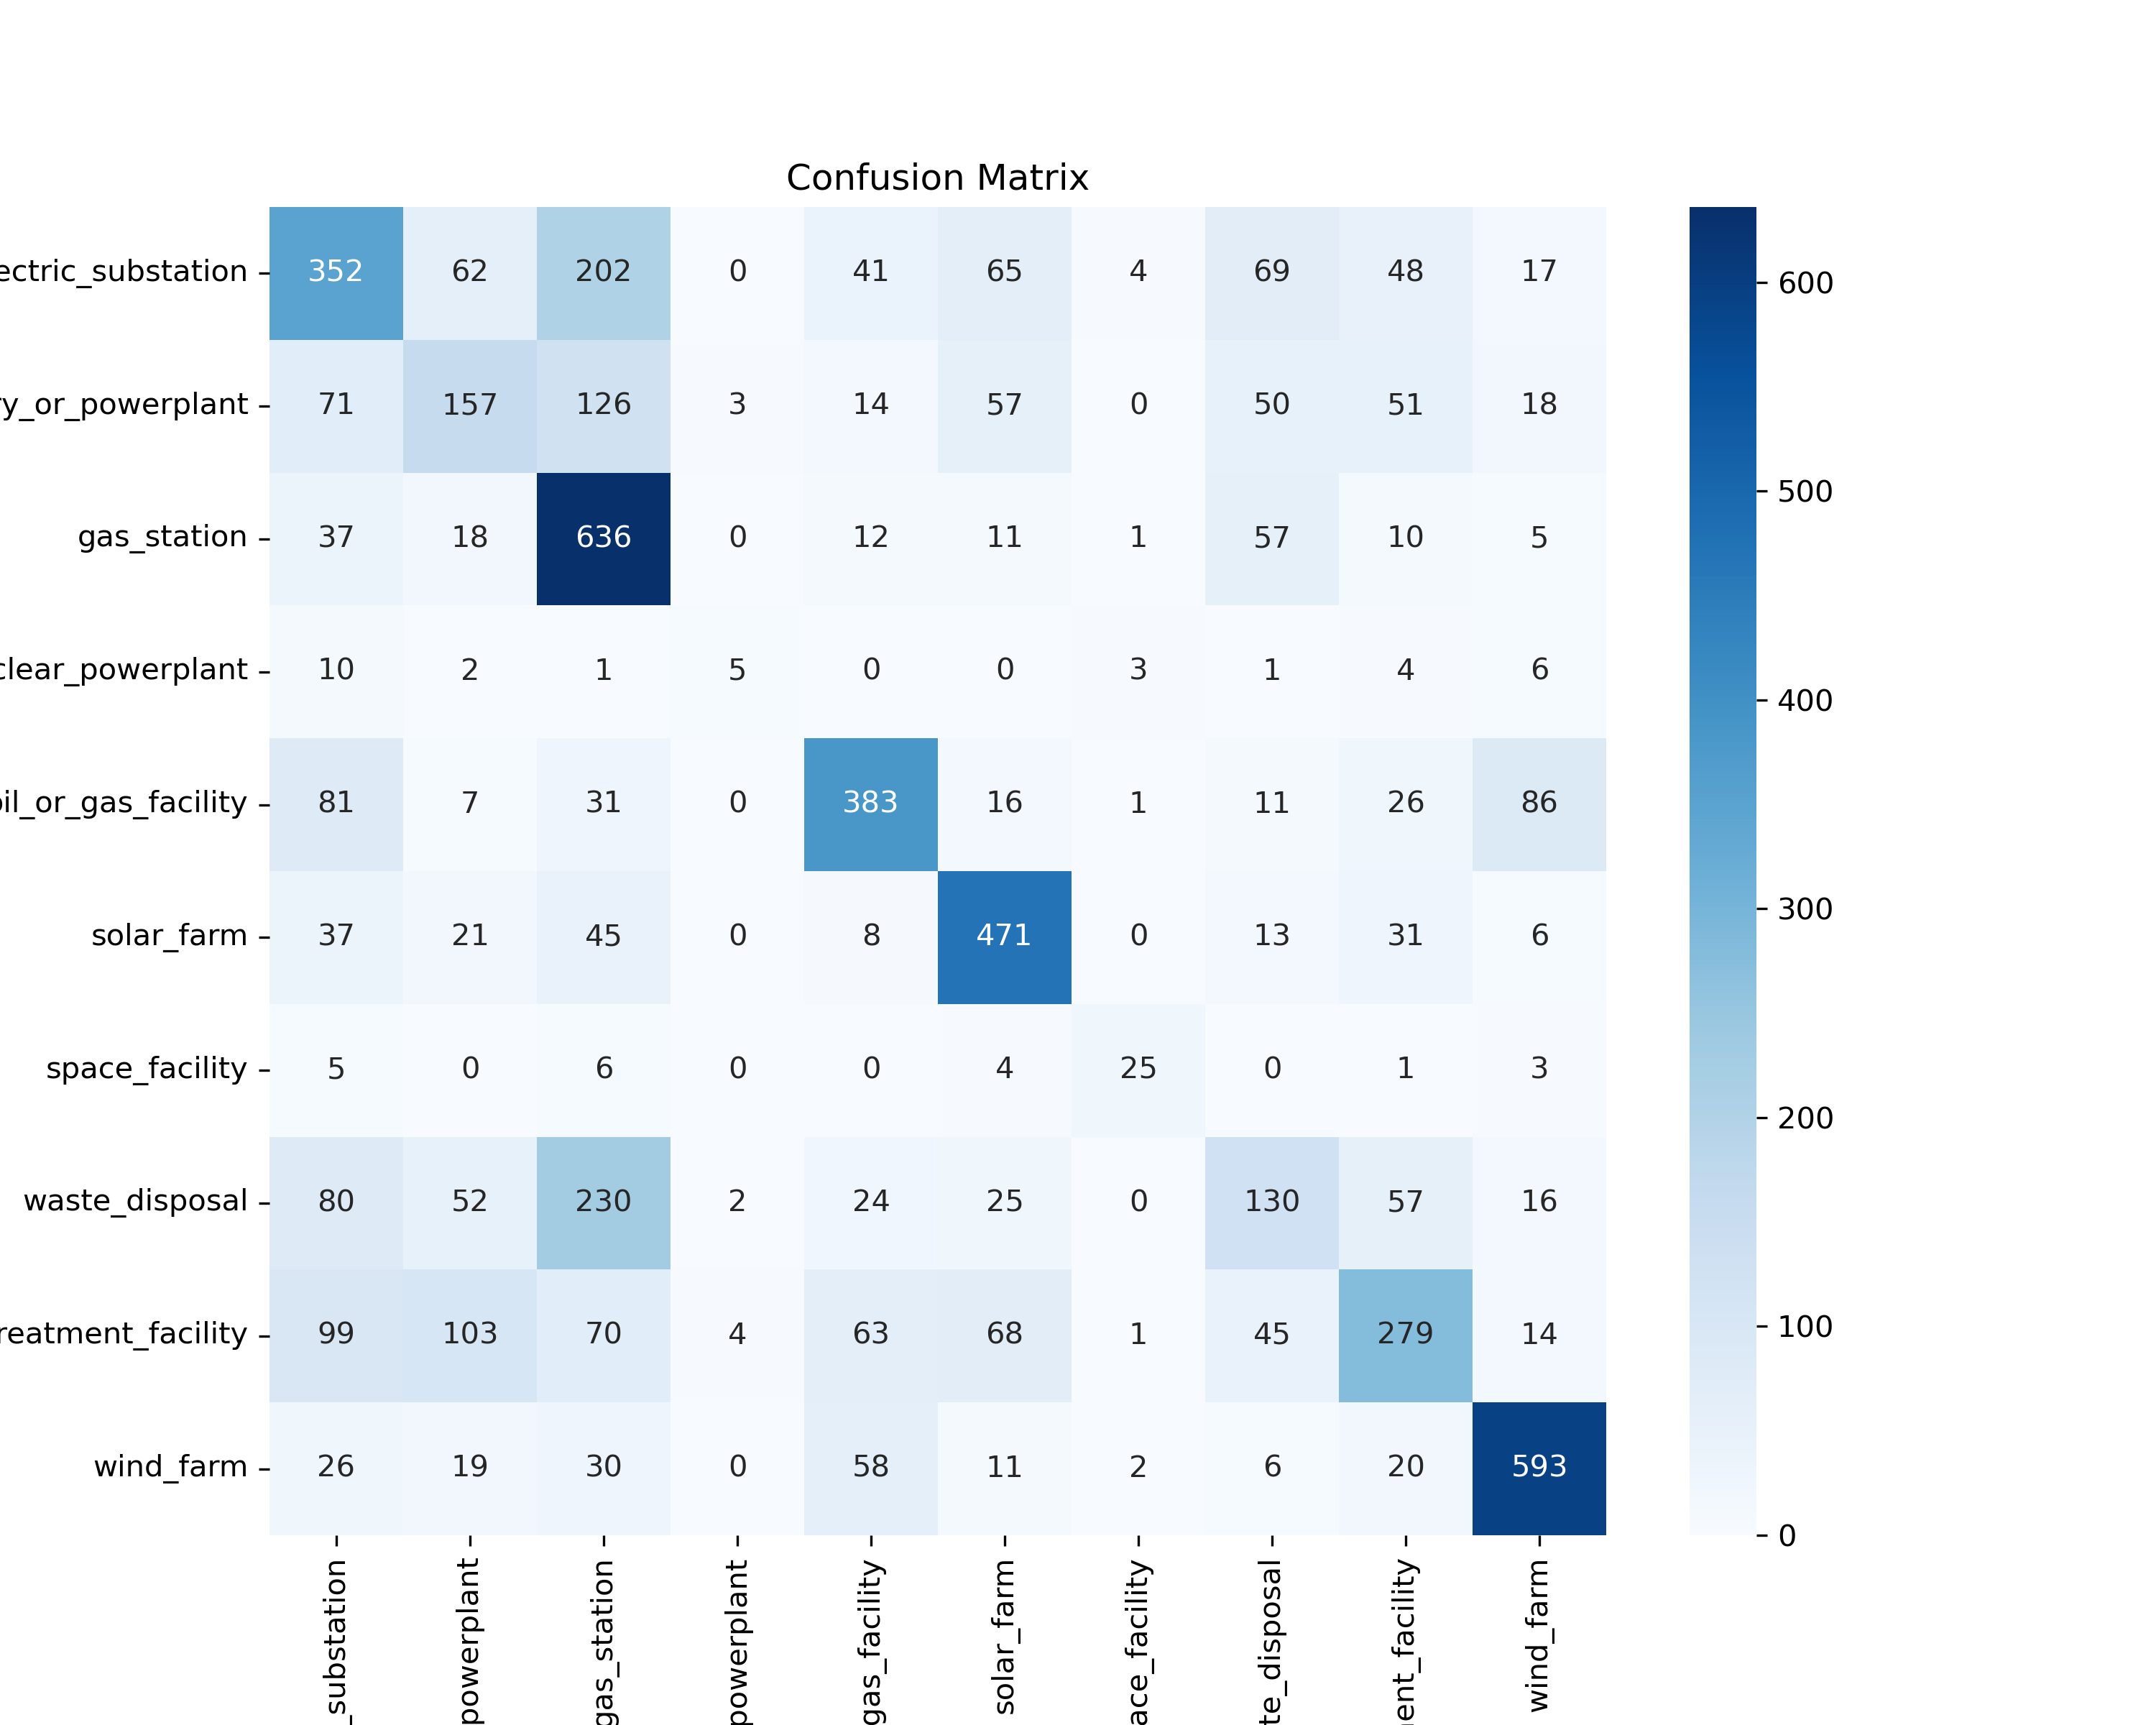 Confusion Matrix
ectric_substation 352 62 202 0 41 65 4 69 48 17
y_or_powerplant 71 157 126 3 14 57 0 50 51 18
gas_station 37 18 636 0 12 11 1 57 10 5
clear_powerplant 10 2 1 5 0 0 3 1 4 6
oil_or_gas_facility 81 7 31 0 383 16 1 11 26 86
solar_farm 37 21 45 0 8 471 0 13 31 6
space_facility 5 0 6 0 0 4 25 0 1 3
waste_disposal 80 52 230 2 24 25 0 130 57 16
reatment_facility 99 103 70 4 63 68 1 45 279 14
wind_farm 26 19 30 0 58 11 2 6 20 593
_substation
powerplant
gas_station
powerplant
gas_facility
solar_farm
ace_facility
te_disposal
ent_facility
wind_farm
600
500
400
300
200
100
0